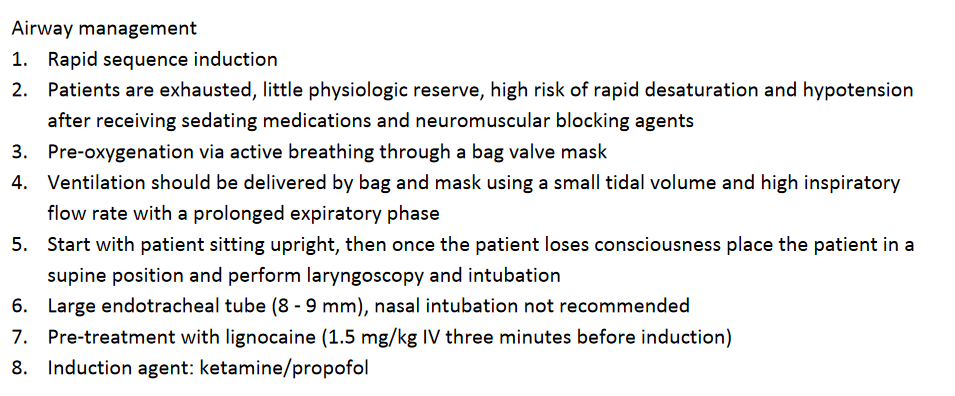 Airway management
1. Rapid sequence induction
2. Patients are exhausted, little physiologic reserve, high risk of rapid desaturation and hypotension
after receiving sedating medications and neuromuscular blocking agents
3. Pre-oxygenation via active breathing through a bag valve mask
4. Ventilation should be delivered by bag and mask using a small tidal volume and high inspiratory
flow rate with a prolonged expiratory phase
5. Start with patient sitting upright, then once the patient loses consciousness place the patient in a
supine position and perform laryngoscopy and intubation
6. Large endotracheal tube (8 - 9 mm), nasal intubation not recommended
7. Pre-treatment with lignocaine (1.5 mg/kg IV three minutes before induction)
8. Induction agent: ketamine/propofol